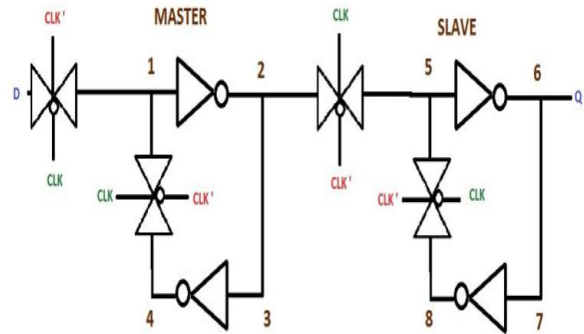 CLK' MASTER CLK SLAVE
D 1 2 5 6 Q
CLK CLK'
CLK CLK' CLK' CLK
4 3 8 7